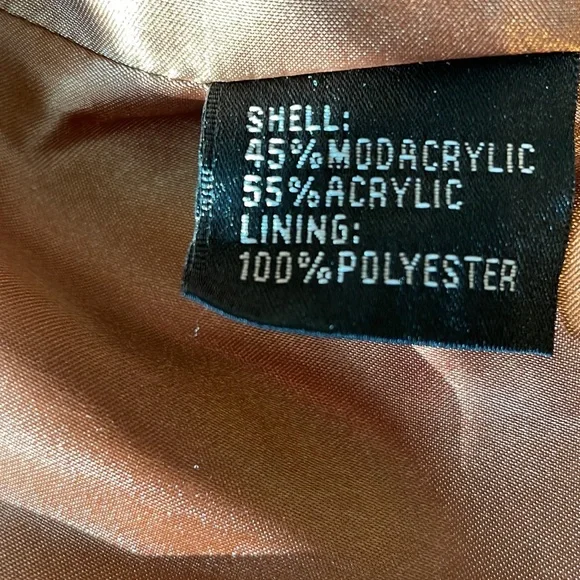 SHELL:
45%MODACRYLIC
55%ACRYLIC
LINING:
100%POLYESTER